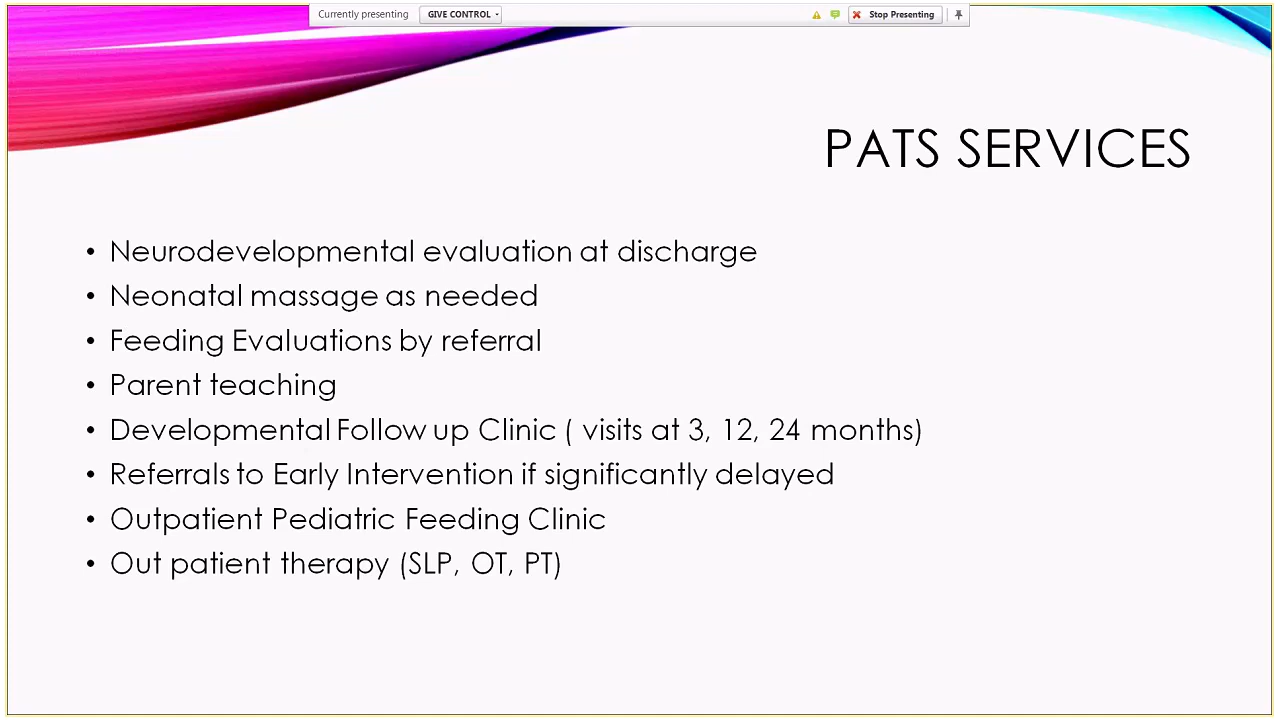 Currently presenting GIVE CONTROL Stop Presenting
PATS SERVICES
• Neurodevelopmental evaluation at discharge
• Neonatal massage as needed
• Feeding Evaluations by referral
• Parent teaching
• Developmental Follow up Clinic ( visits at 3, 12, 24 months)
• Referrals to Early Intervention if significantly delayed
• Outpatient Pediatric Feeding Clinic
• Out patient therapy (SLP, OT, PT)